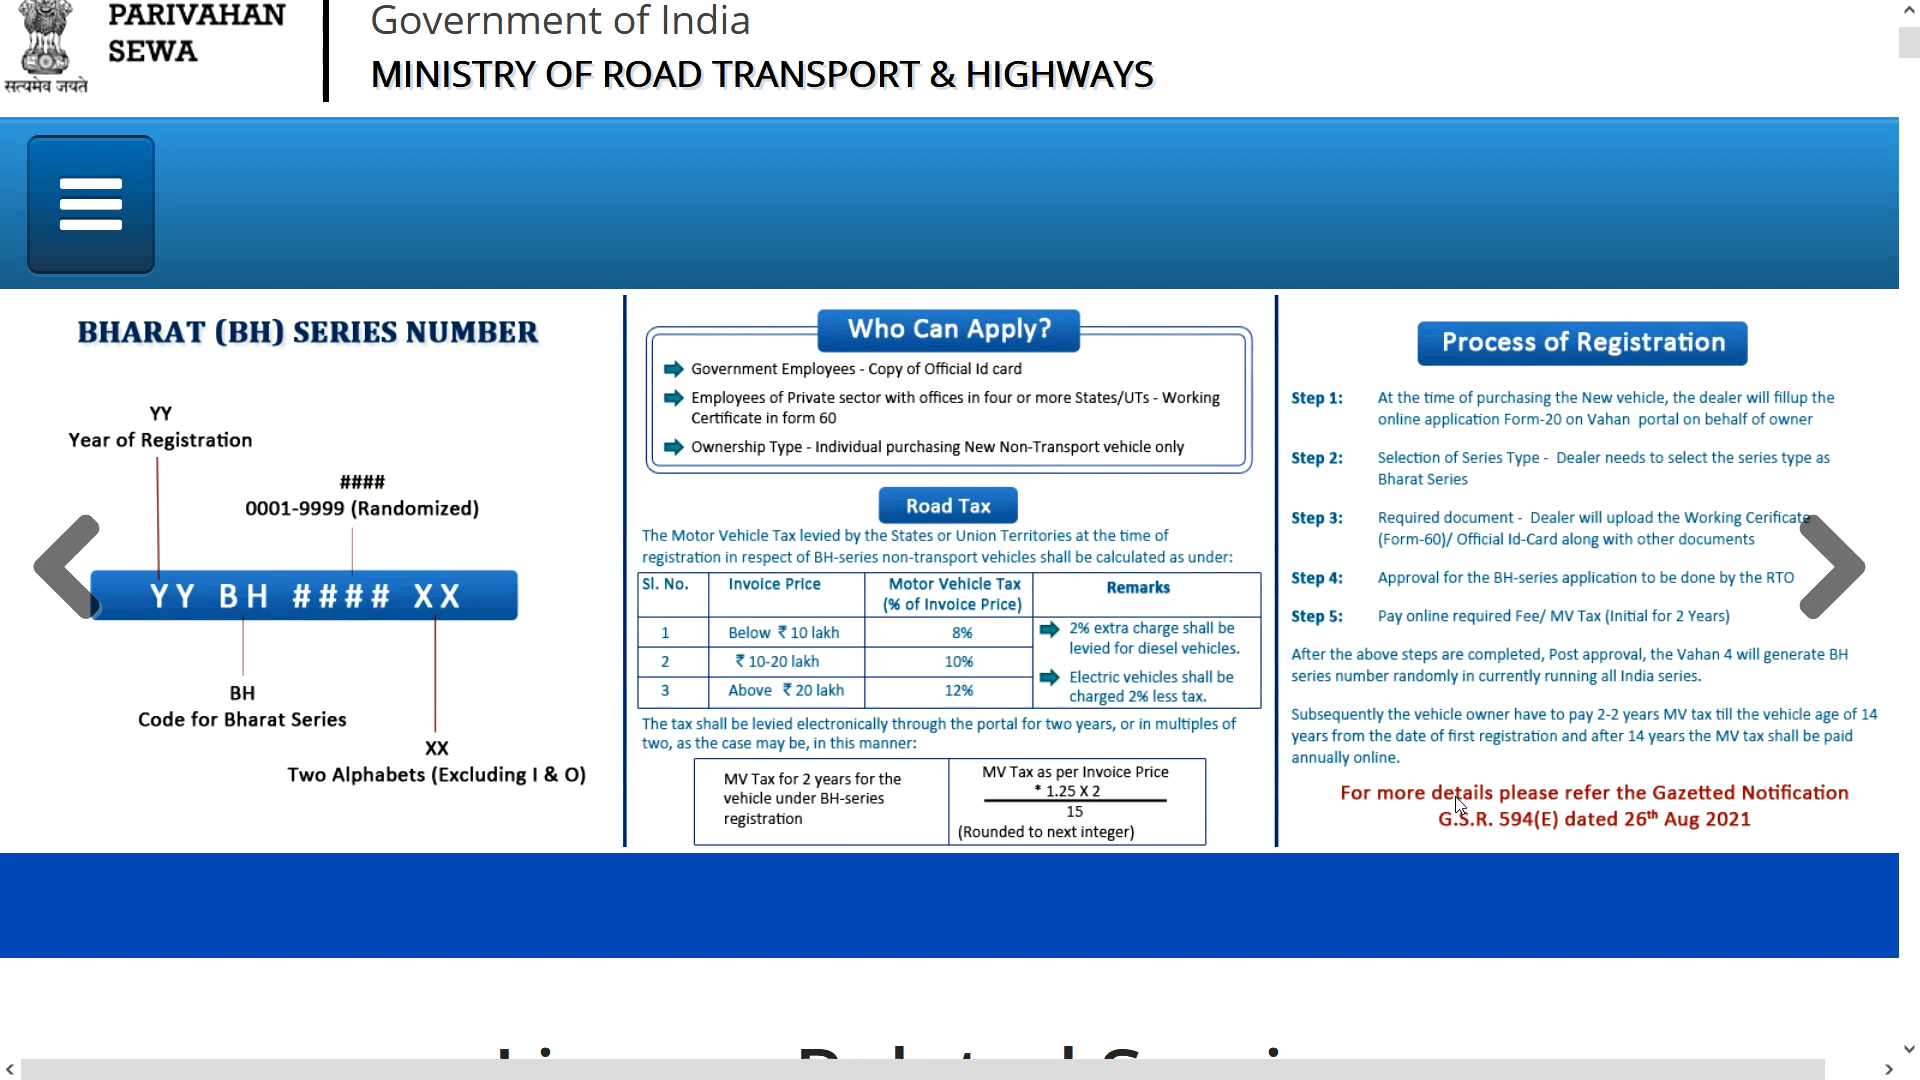 PARIVAHAN
SEWA
सत्यमेव जयते
Government of India
MINISTRY OF ROAD TRANSPORT & HIGHWAYS
BHARAT (BH) SERIES NUMBER
YY
Year of Registration
####
0001-9999 (Randomized)
YY BH #### XX
BH
Code for Bharat Series
XX
Two Alphabets (Excluding I & O)
Who Can Apply?
Government Employees - Copy of Official Id card
Employees of Private sector with offices in four or more States/UTs - Working
Certificate in form 60
Ownership Type - Individual purchasing New Non-Transport vehicle only
Road Tax
The Motor Vehicle Tax levied by the States or Union Territories at the time of
registration in respect of BH-series non-transport vehicles shall be calculated as under:
Sl. No. Invoice Price Motor Vehicle Tax Remarks
(% of Invoice Price)
1 Below ₹ 10 lakh 8%
2 ₹ 10-20 lakh 10%
3 Above ₹ 20 lakh 12%
2% extra charge shall be
levied for diesel vehicles.
Electric vehicles shall be
charged 2% less tax.
The tax shall be levied electronically through the portal for two years, or in multiples of
two, as the case may be, in this manner:
MV Tax for 2 years for the
vehicle under BH-series
registration
MV Tax as per Invoice Price
* 1.25 X 2
15
(Rounded to next integer)
Process of Registration
Step 1: At the time of purchasing the New vehicle, the dealer will fillup the
online application Form-20 on Vahan portal on behalf of owner
Step 2: Selection of Series Type - Dealer needs to select the series type as
Bharat Series
Step 3: Required document - Dealer will upload the Working Cerificate
(Form-60)/ Official Id-Card along with other documents
Step 4: Approval for the BH-series application to be done by the RTO
Step 5: Pay online required Fee/ MV Tax (Initial for 2 Years)
After the above steps are completed, Post approval, the Vahan 4 will generate BH
series number randomly in currently running all India series.
Subsequently the vehicle owner have to pay 2-2 years MV tax till the vehicle age of 14
years from the date of first registration and after 14 years the MV tax shall be paid
annually online.
For more details please refer the Gazetted Notification
G.S.R. 594(E) dated 26th Aug 2021